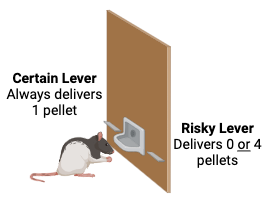 Certain Lever
Always delivers
1 pellet
Risky Lever
Delivers 0 or 4
pellets